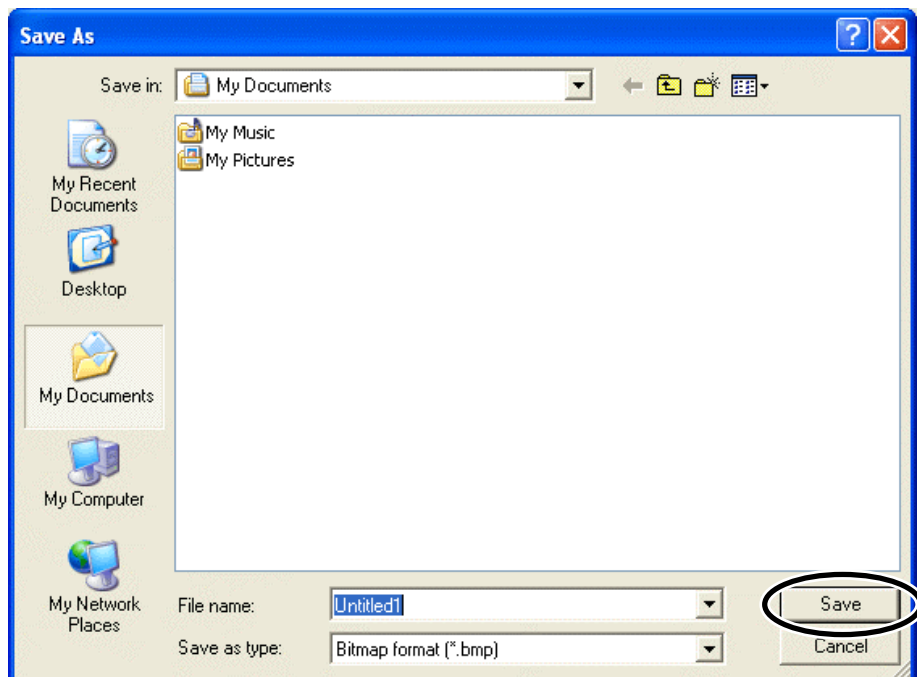 Save As
Save in:
My Documents
My Music
My Pictures
My Recent
Documents
Desktop
My Documents
My Computer
My Network
Places
File name:
Untitled1
Save
Save as type:
Bitmap format (*.bmp)
Cancel